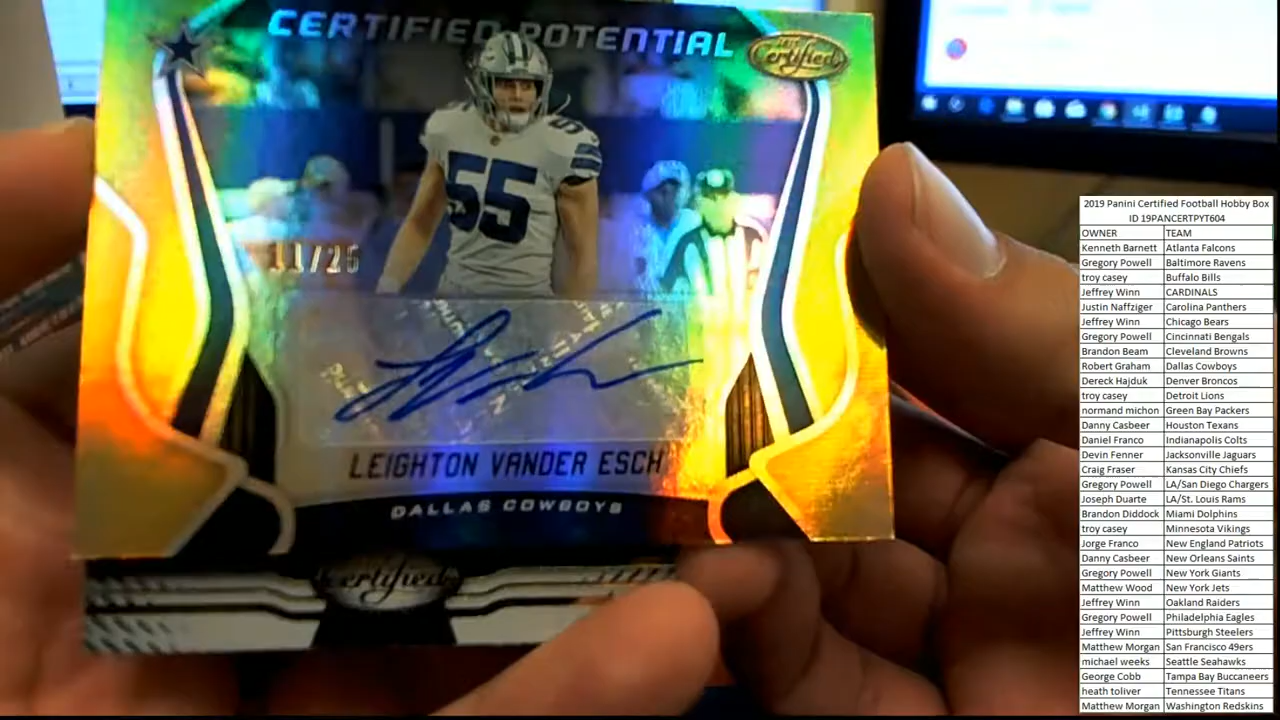 CERTIFIED POTENTIAL
2019
Certified
55
55
11/25
LEIGHTON VANDER ESCH
DALLAS COWBOYS
Certified
2019 Panini Certified Football Hobby Box
ID 19PANCERTPYT604
OWNER TEAM
Kenneth Barnett Atlanta Falcons
Gregory Powell Baltimore Ravens
troy casey Buffalo Bills
Jeffrey Winn CARDINALS
Justin Naffziger Carolina Panthers
Jeffrey Winn Chicago Bears
Gregory Powell Cincinnati Bengals
Brandon Beam Cleveland Browns
Robert Graham Dallas Cowboys
Dereck Hajduk Denver Broncos
troy casey Detroit Lions
normand michon Green Bay Packers
Danny Casbeer Houston Texans
Daniel Franco Indianapolis Colts
Devin Fenner Jacksonville Jaguars
Craig Fraser Kansas City Chiefs
Gregory Powell LA/San Diego Chargers
Joseph Duarte LA/St. Louis Rams
Brandon Diddock Miami Dolphins
troy casey Minnesota Vikings
Jorge Franco New England Patriots
Danny Casbeer New Orleans Saints
Gregory Powell New York Giants
Matthew Wood New York Jets
Jeffrey Winn Oakland Raiders
Gregory Powell Philadelphia Eagles
Jeffrey Winn Pittsburgh Steelers
Matthew Morgan San Francisco 49ers
michael weeks Seattle Seahawks
George Cobb Tampa Bay Buccaneers
heath toliver Tennessee Titans
Matthew Morgan Washington Redskins